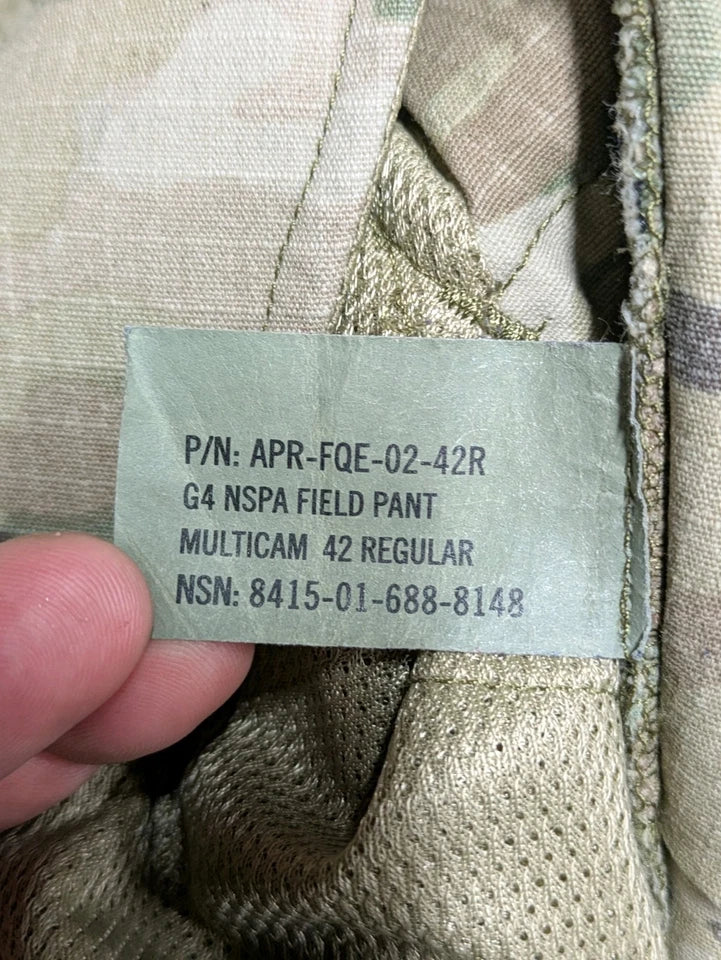 P/N: APR-FQE-02-42R
G4 NSPA FIELD PANT
MULTICAM 42 REGULAR
NSN: 8415-01-688-8148